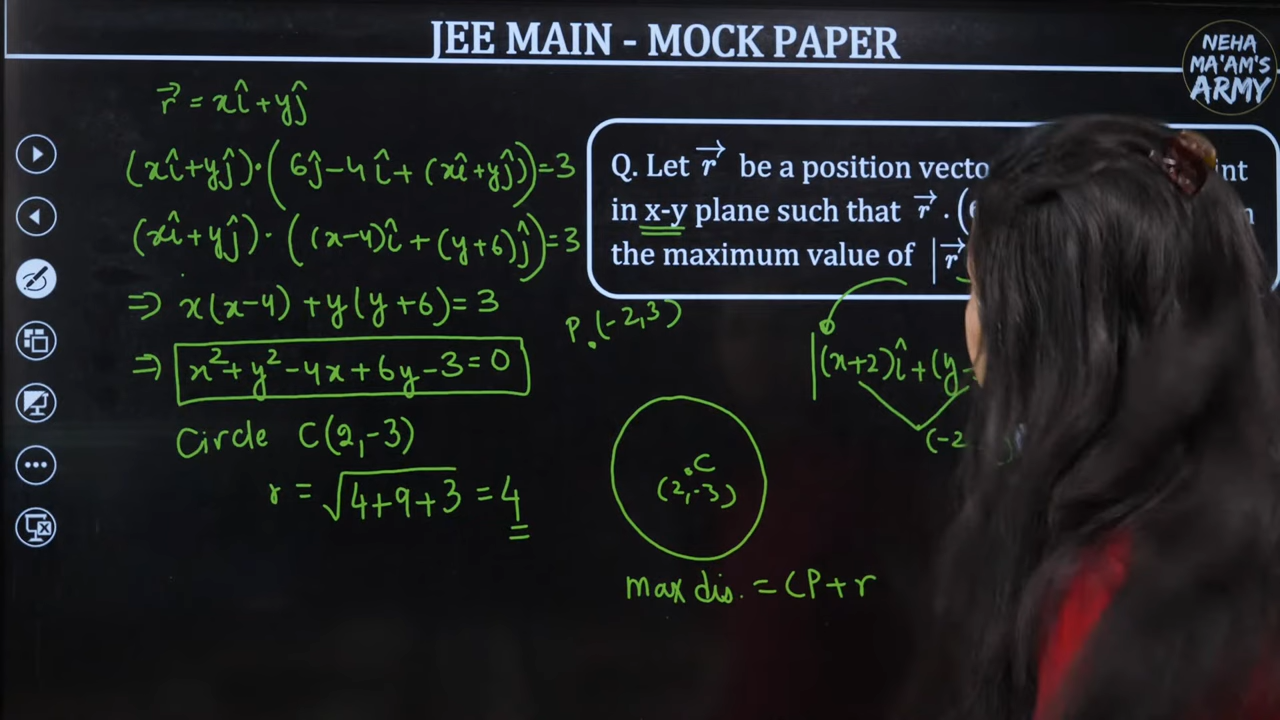 JEE MAIN - MOCK PAPER
NEHA
MA'AM'S
ARMY
r⃗ = xî + yĵ
(xî+yĵ)·(6ĵ-4î+(xî+yĵ))=3
(xî+yĵ)·((x-4)î+(y+6)ĵ)=3
⇒ x(x-4)+y(y+6)=3
⇒ x²+y²-4x+6y-3=0
Circle C(2,-3)
r = √4+9+3 = 4
Q. Let r⃗ be a position
in x-y plane such that r⃗ . (
the maximum value of |r⃗
P. (-2,3)
|(x+2)î+(y
(-2
C
(2,-3)
max dis. = CP+r